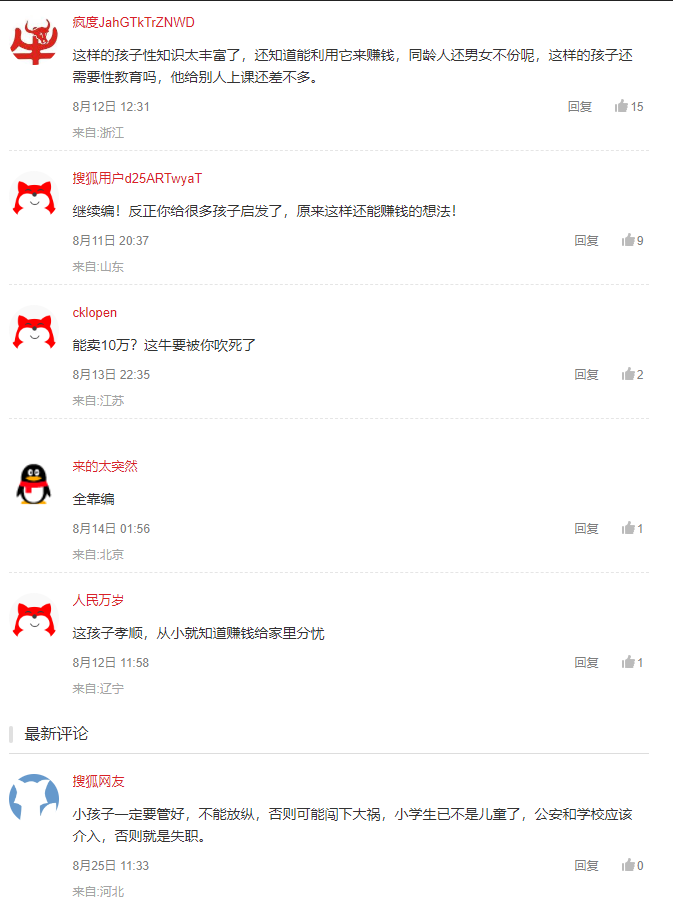 疯度JahGTkTrZNWD
这样的孩子性知识太丰富了，还知道能利用它来赚钱，同龄人还男女不份呢，这样的孩子还
需要性教育吗，他给别人上课还差不多。
8月12日 12:31 回复 15
来自:浙江
搜狐用户d25ARTwyaT
继续编！反正你给很多孩子启发了，原来这样还能赚钱的想法！
8月11日 20:37 回复 9
来自:山东
cklopen
能卖10万？这牛要被你吹死了
8月13日 22:35 回复 2
来自:江苏
来的太突然
全靠编
8月14日 01:56 回复 1
来自:北京
人民万岁
这孩子孝顺，从小就知道赚钱给家里分忧
8月12日 11:58 回复 1
来自:辽宁
最新评论
搜狐网友
小孩子一定要管好，不能放纵，否则可能闯下大祸，小学生已不是儿童了，公安和学校应该
介入，否则就是失职。
8月25日 11:33 回复 0
来自:河北